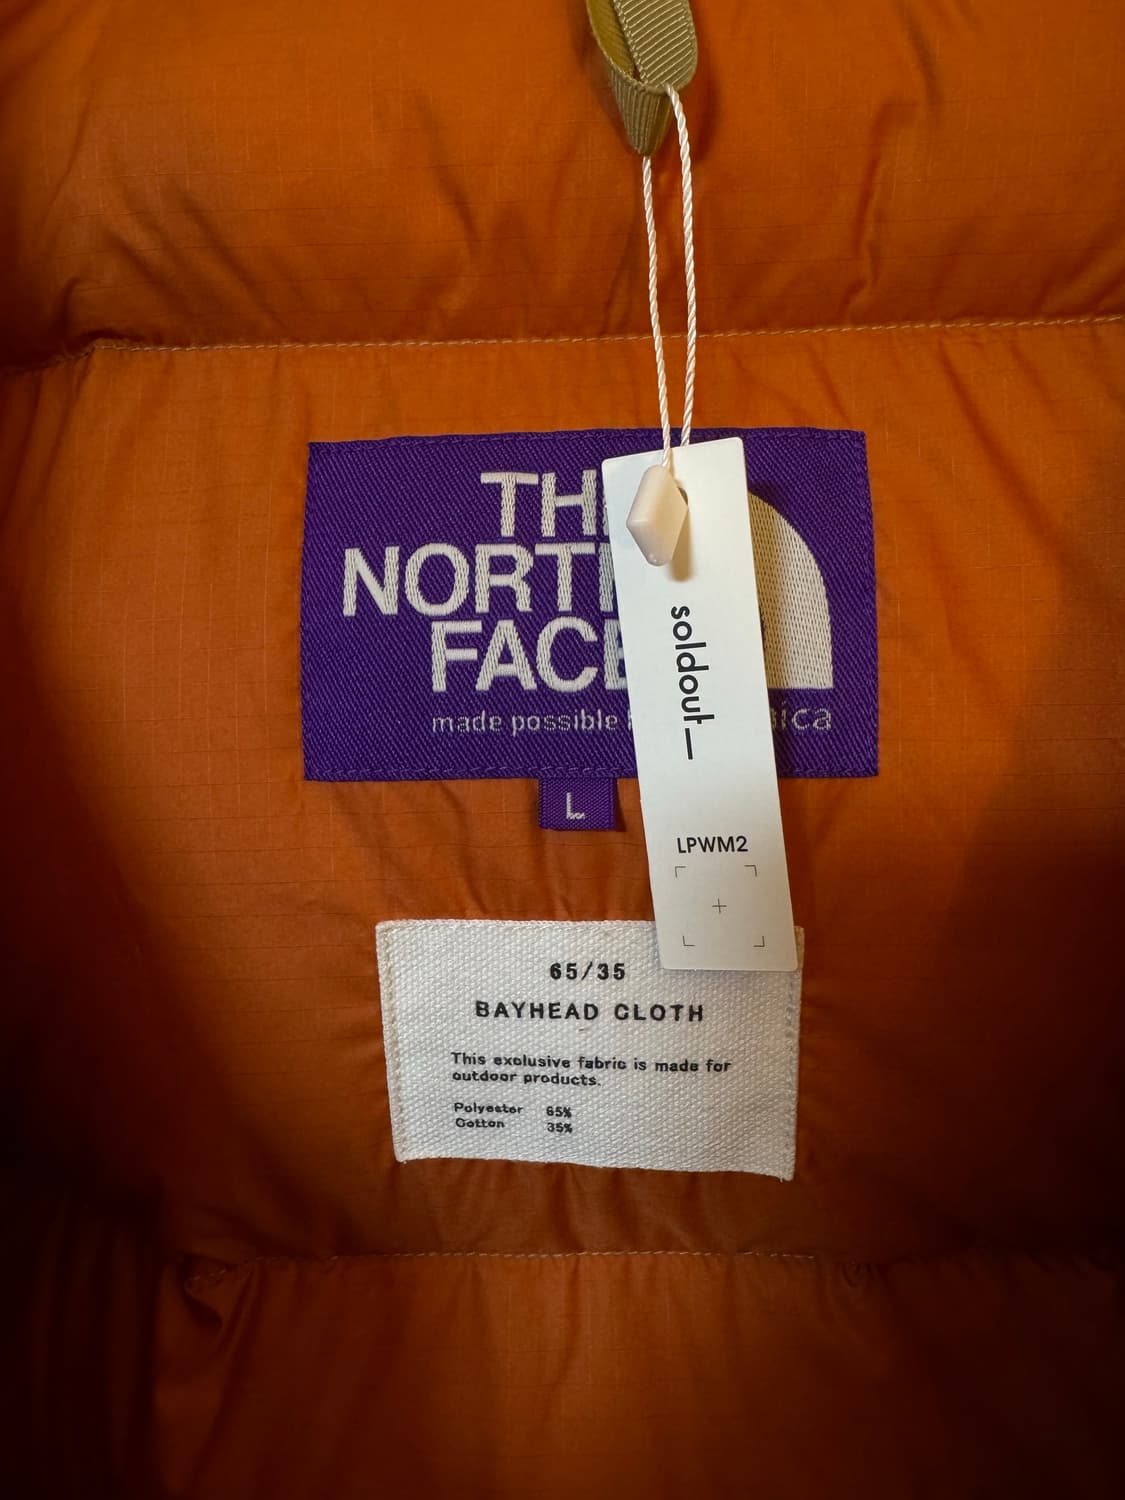 THE
NORTH
FACE
made possible
L
soldout—
LPWM2
65/35
BAYHEAD CLOTH
This exclusive fabric is made for
outdoor products.
Polyester 65%
Cotton 35%